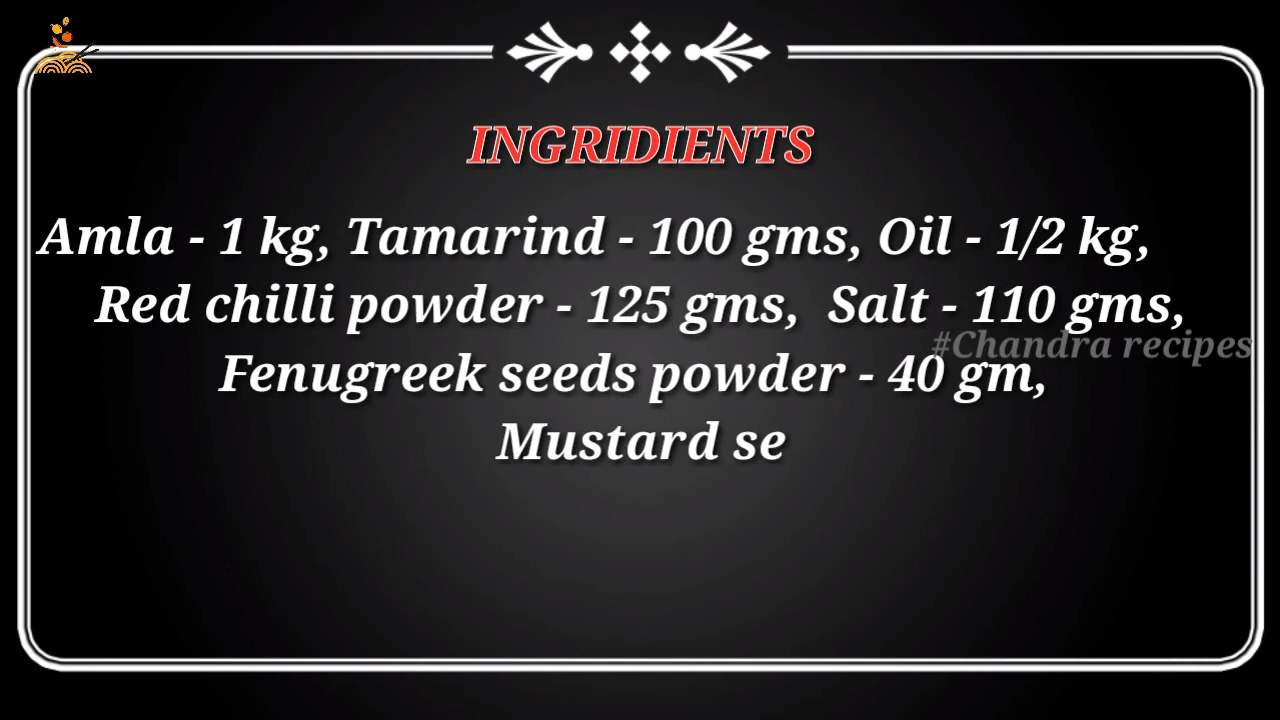 INGRIDIENTS
Amla - 1 kg, Tamarind - 100 gms, Oil - 1/2 kg,
Red chilli powder - 125 gms,  Salt - 110 gms,
#Chandra recipes
Fenugreek seeds powder - 40 gm,
Mustard se